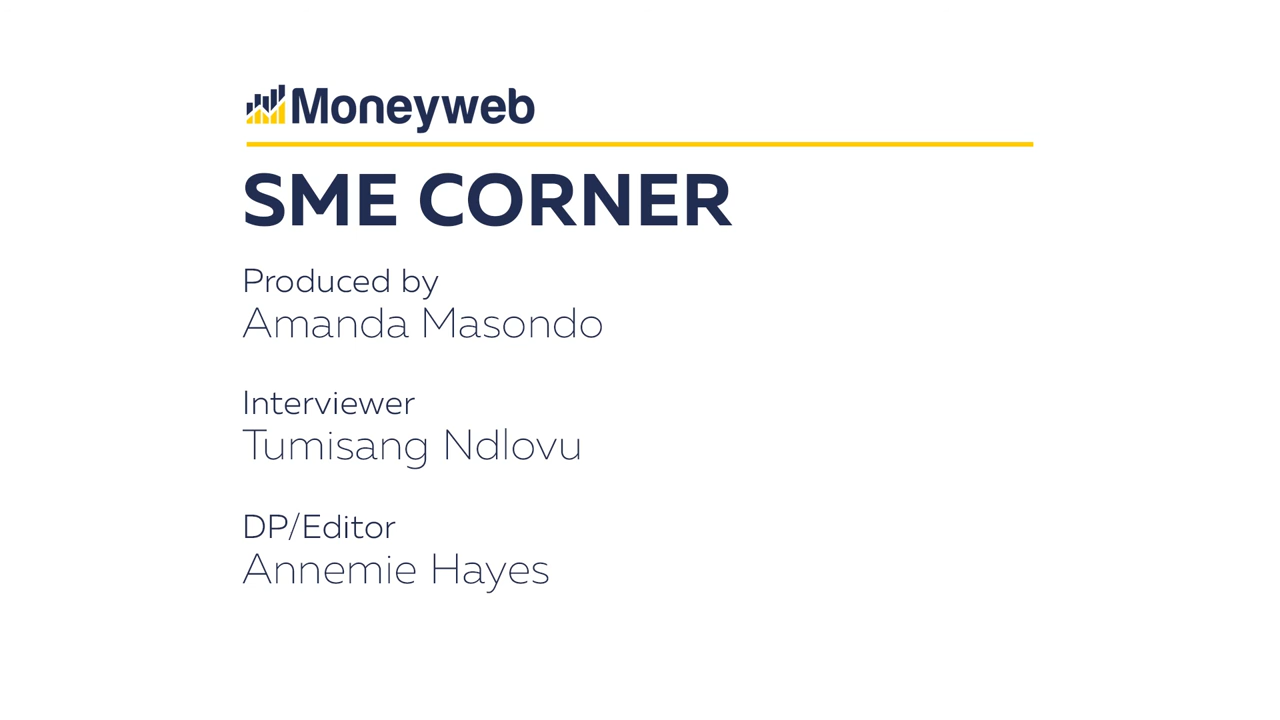 Moneyweb
SME CORNER
Produced by
Amanda Masondo
Interviewer
Tumisang Ndlovu
DP/Editor
Annemie Hayes